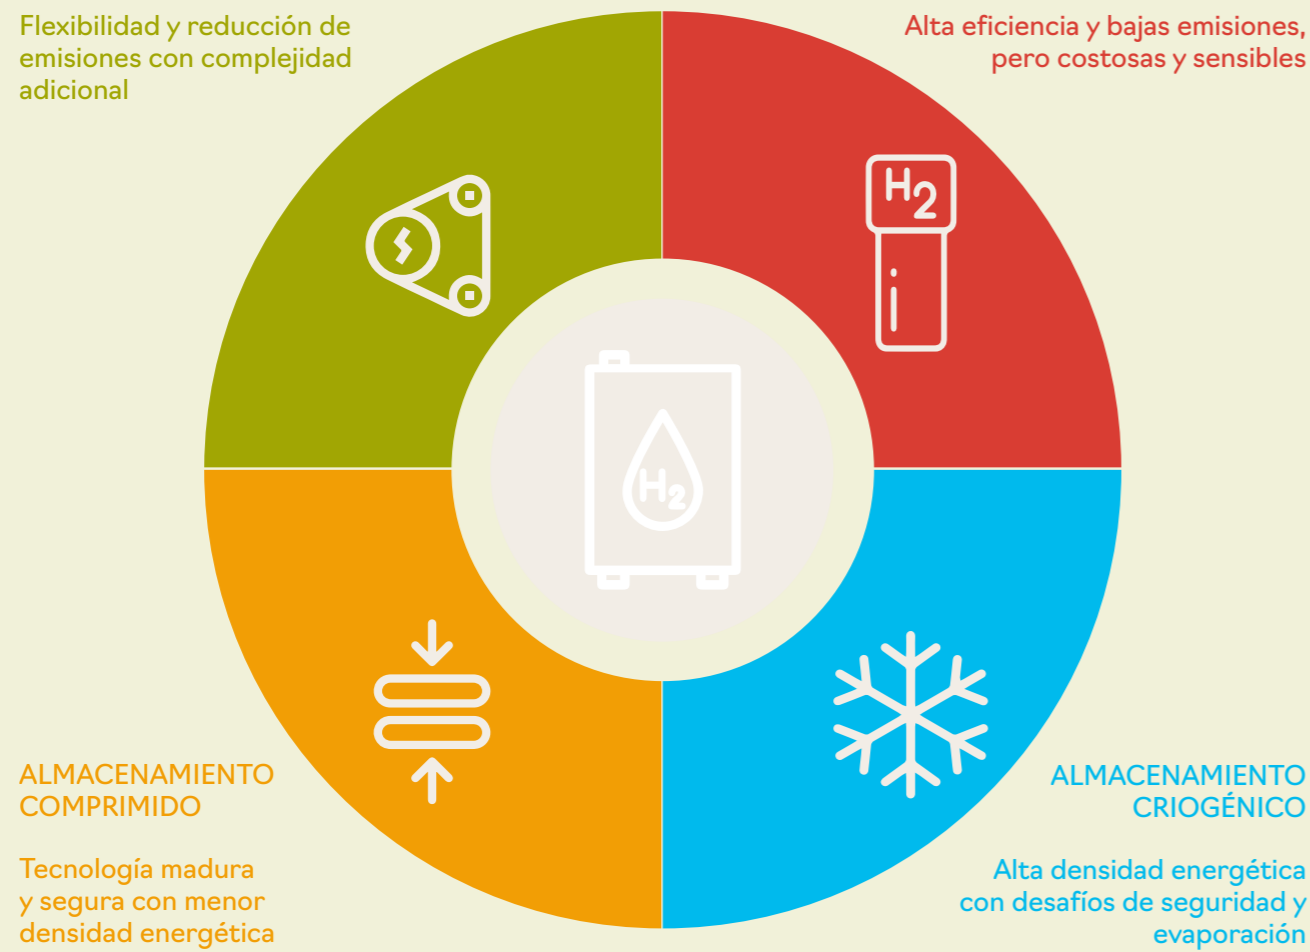 Flexibilidad y reducción de
emisiones con complejidad
adicional
Alta eficiencia y bajas emisiones,
pero costosas y sensibles
H2
H2
ALMACENAMIENTO
COMPRIMIDO
Tecnología madura
y segura con menor
densidad energética
ALMACENAMIENTO
CRIOGÉNICO
Alta densidad energética
con desafíos de seguridad y
evaporación